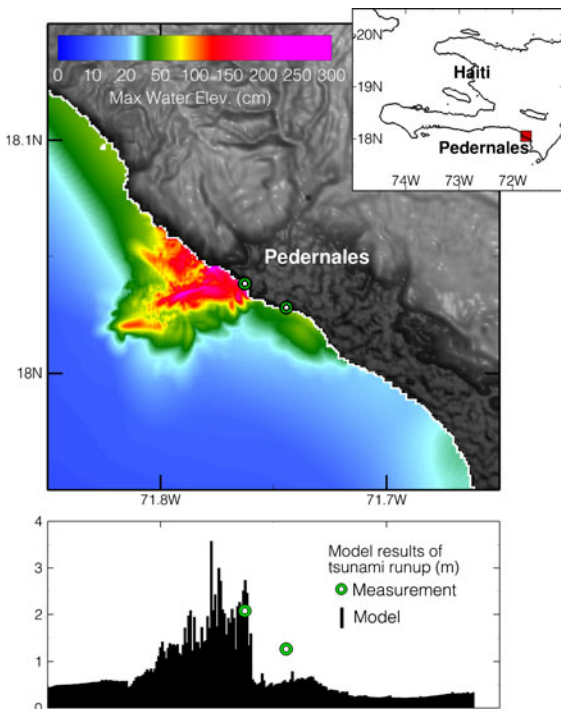 0 10 20 50 100 150 200 250 300
Max Water Elev. (cm)
20N
19N
18N
Haiti
Pedernales
74W 73W 72W
18.1N
Pedernales
18N
71.8W 71.7W
4
3
2
1
0
Model results of
tsunami runup (m)
Measurement
Model